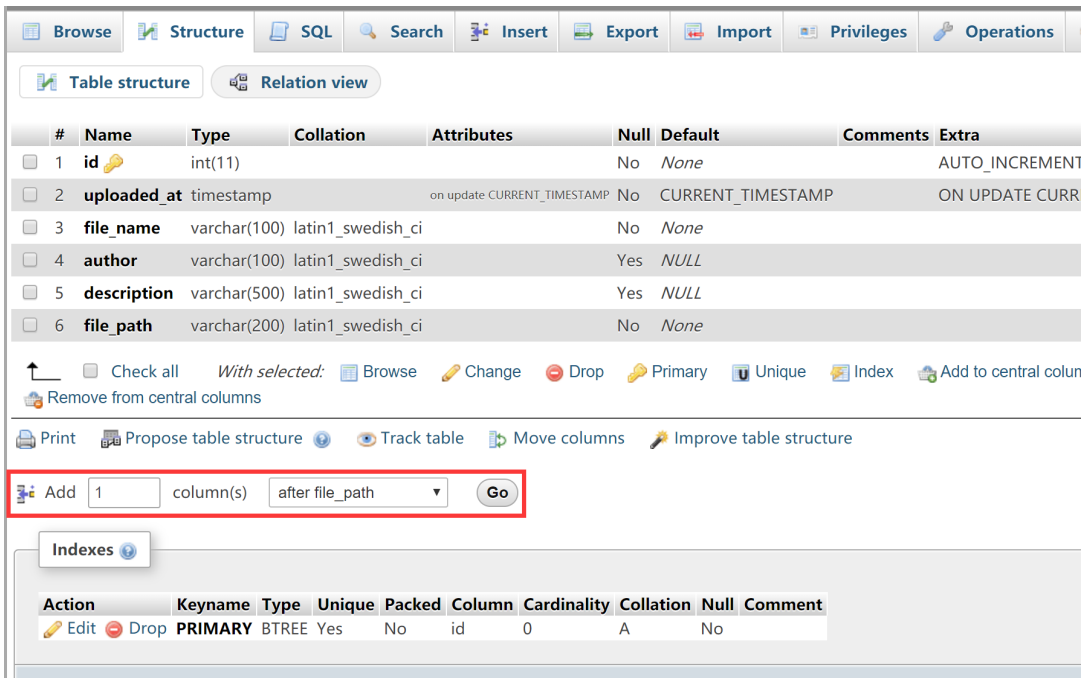 Browse Structure SQL Search Insert Export Import Privileges Operations
Table structure Relation view
# Name Type Collation Attributes Null Default Comments Extra
1 id int(11) No None AUTO_INCREMENT
2 uploaded_at timestamp on update CURRENT_TIMESTAMP No CURRENT_TIMESTAMP ON UPDATE CURR
3 file_name varchar(100) latin1_swedish_ci No None
4 author varchar(100) latin1_swedish_ci Yes NULL
5 description varchar(500) latin1_swedish_ci Yes NULL
6 file_path varchar(200) latin1_swedish_ci No None
Check all With selected: Browse Change Drop Primary Unique Index Add to central colum
Remove from central columns
Print Propose table structure Track table Move columns Improve table structure
Add 1 column(s) after file_path Go
Indexes
Action Keyname Type Unique Packed Column Cardinality Collation Null Comment
Edit Drop PRIMARY BTREE Yes No id 0 A No